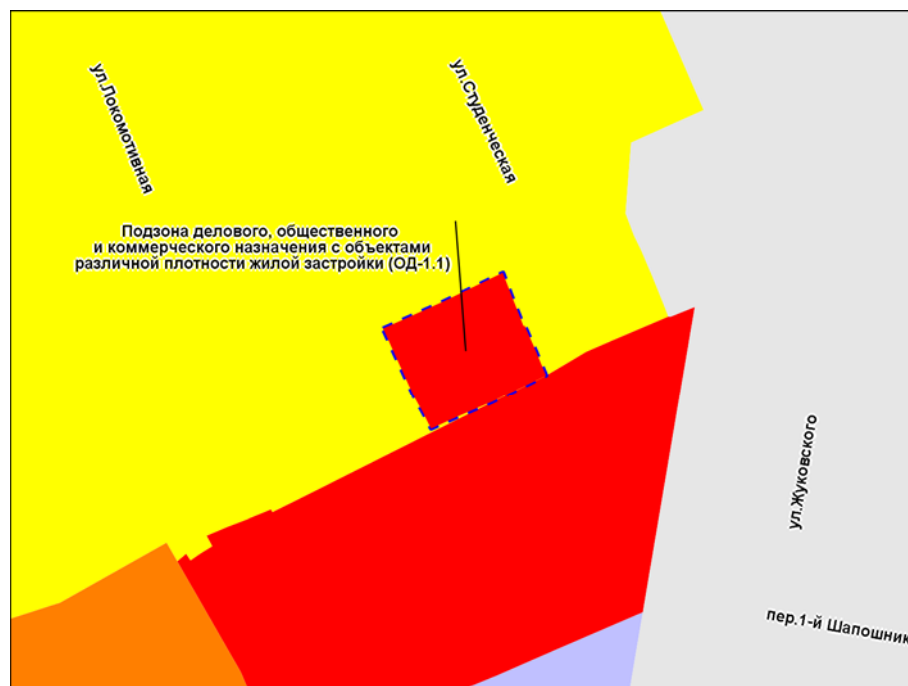 ул.Локомотивная
ул.Студенческая
Подзона делового, общественного
и коммерческого назначения с объектами
различной плотности жилой застройки (ОД-1.1)
ул.Жуковского
пер.1-й Шапошник